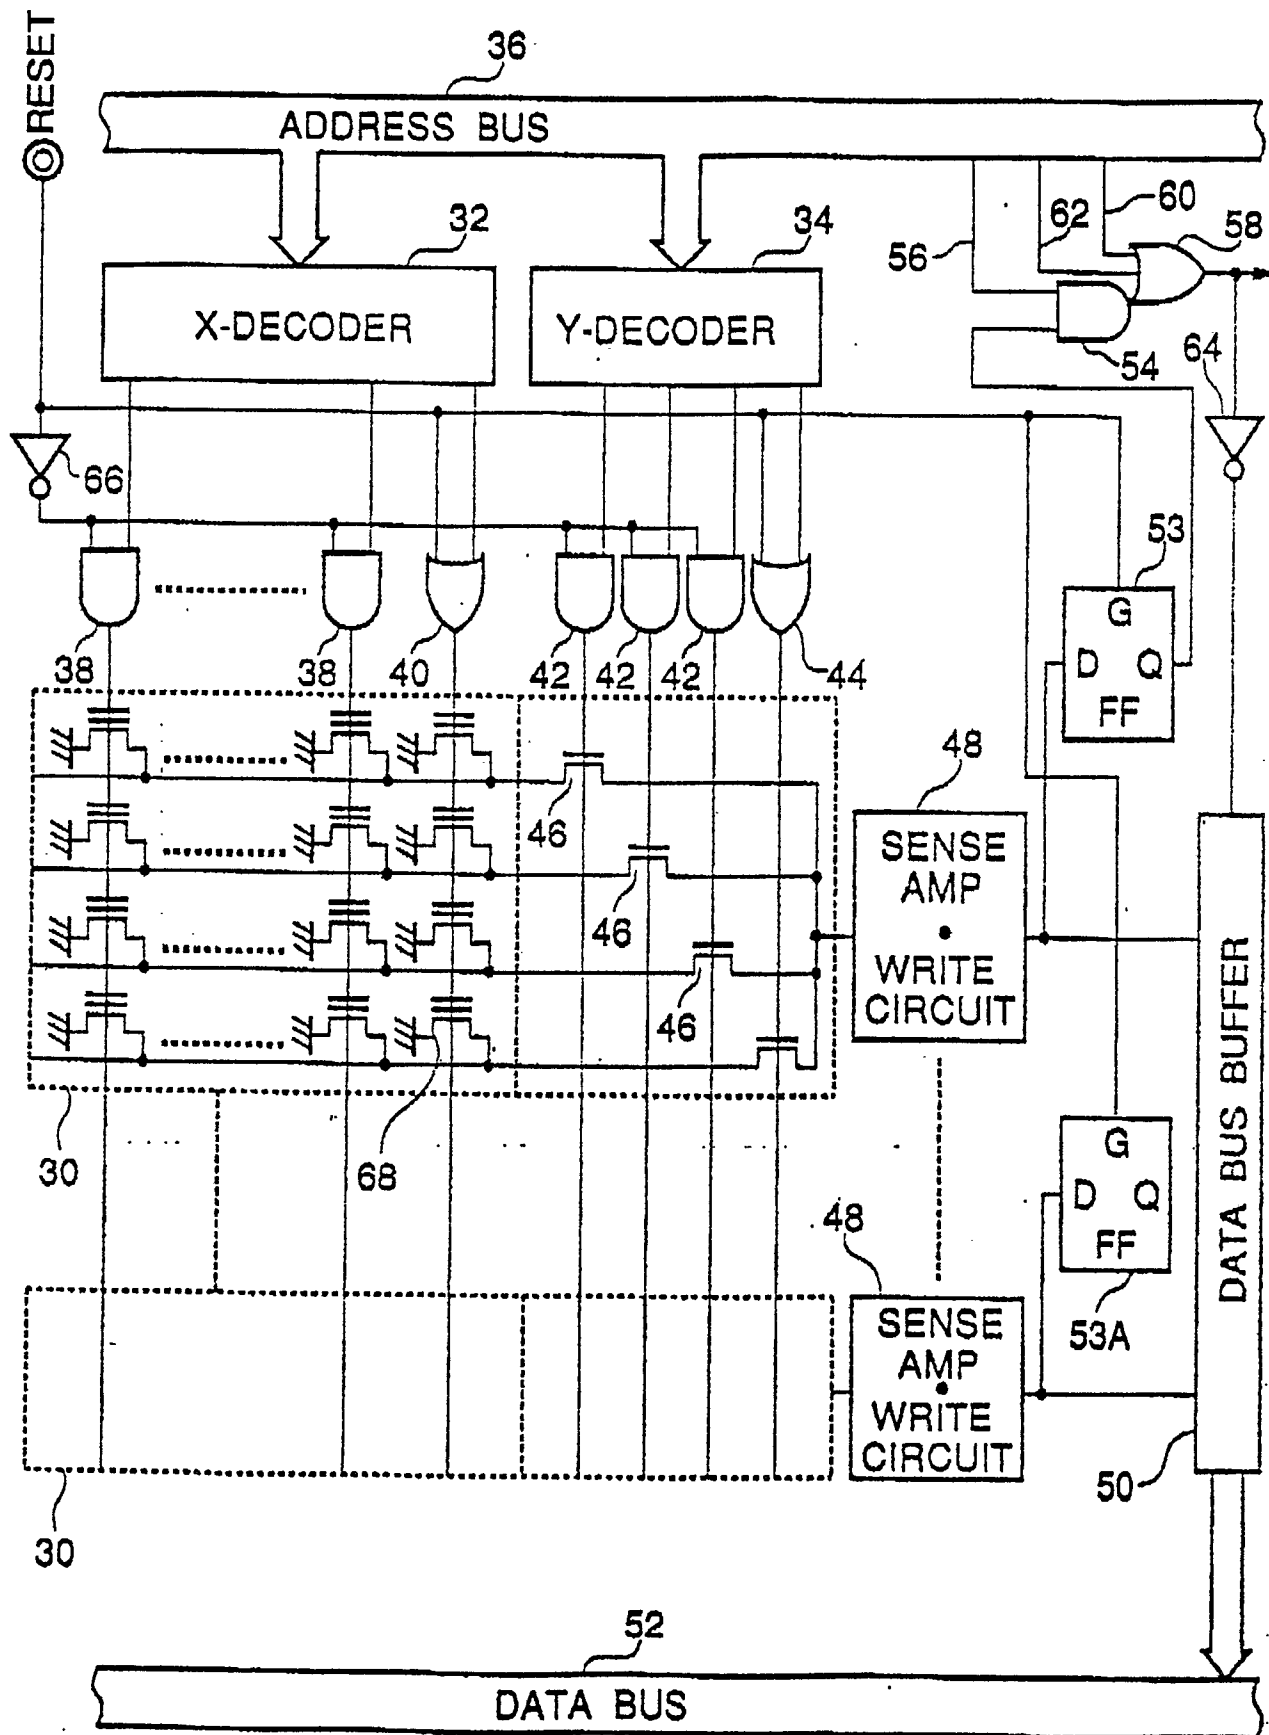 RESET
36
ADDRESS BUS
32
34
56
62
60
58
X-DECODER
Y-DECODER
54
64
66
53
G
D Q
FF
38
38
40
42
42
42
44
46
46
46
48
SENSE
AMP
•
WRITE
CIRCUIT
DATA BUS BUFFER
30
68
G
D Q
FF
53A
48
SENSE
AMP
•
WRITE
CIRCUIT
50
30
52
DATA BUS